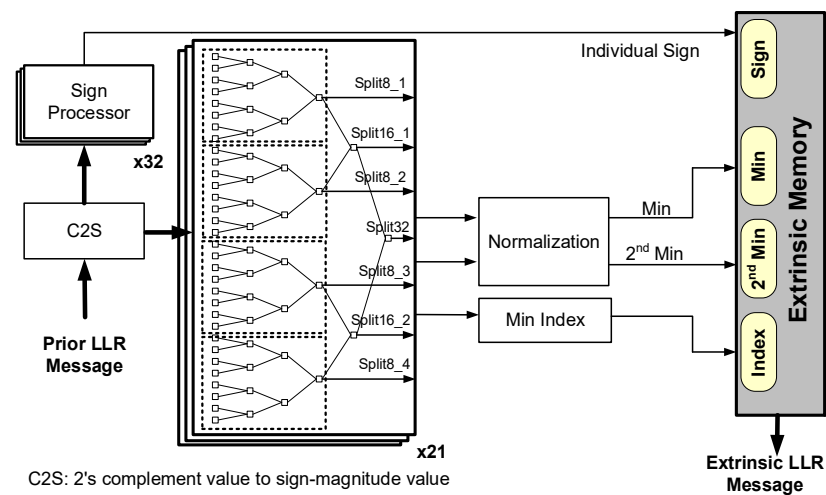 Individual Sign
Sign
Processor
x32
C2S
Prior LLR
Message
Split8_1
Split16_1
Split8_2
Split32
Split8_3
Split16_2
Split8_4
x21
Normalization
Min
2nd Min
Min Index
Sign
Min
2nd Min
Index
Extrinsic Memory
Extrinsic LLR
Message
C2S: 2's complement value to sign-magnitude value